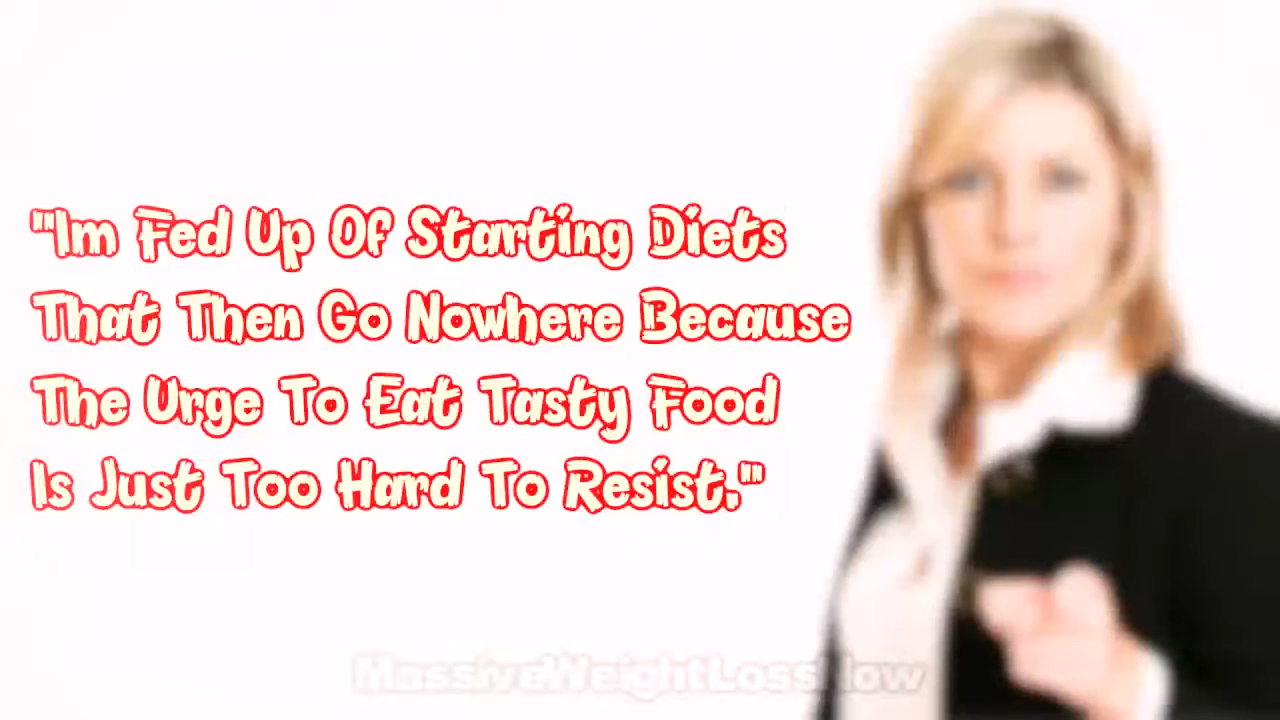 "Im Fed Up Of Starting Diets
That Then Go Nowhere Because
The Urge To Eat Tasty Food
Is Just Too Hard To Resist."
MassiveWeightLossNow